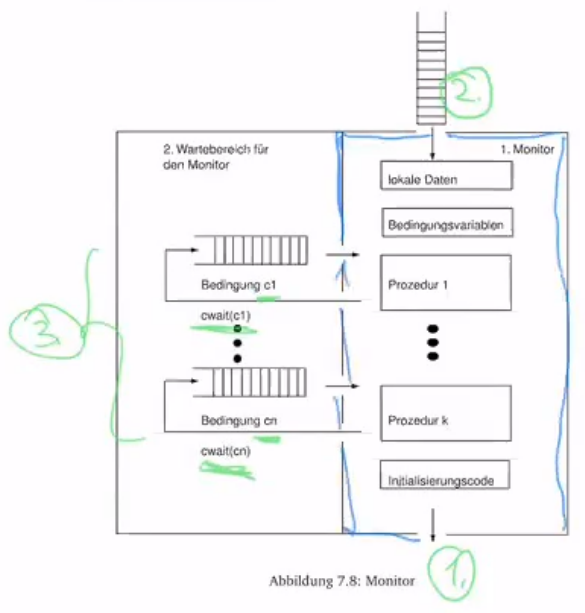 2.
2. Wartebereich für
den Monitor
1. Monitor
lokale Daten
Bedingungsvariablen
Bedingung c1
Prozedur 1
cwait(c1)
3
Bedingung cn
Prozedur k
cwait(cn)
Initialisierungscode
Abbildung 7.8: Monitor
1.